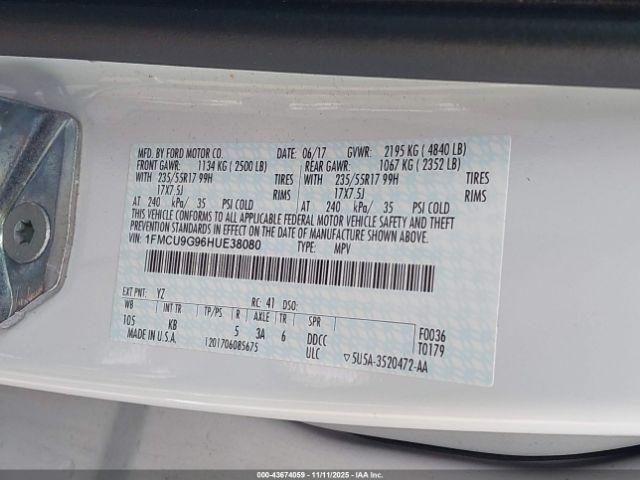 MFD. BY FORD MOTOR CO. DATE: 06/17 GVWR: 2195 KG ( 4840 LB)
FRONT GAWR: 1134 KG ( 2500 LB) REAR GAWR: 1067 KG ( 2352 LB)
WITH 235/55R17 99H TIRES WITH 235/55R17 99H TIRES
17X7.5J RIMS 17X7.5J RIMS
AT 240 kPa/ 35 PSI COLD AT 240 kPa/ 35 PSI COLD
THIS VEHICLE CONFORMS TO ALL APPLICABLE FEDERAL MOTOR VEHICLE SAFETY AND THEFT
PREVENTION STANDARDS IN EFFECT ON THE DATE OF MANUFACTURE SHOWN ABOVE.
VIN: 1FMCU9G96HUE38080 TYPE: MPV
EXT PNT: YZ RC: 41 DSO:
WB INT TR TP/PS R AXLE TR SPR
105 KB 5 3A 6 DDCC F0036
MADE IN U.S.A. 1201706085675 ULC ▽5U5A-3520472-AA T0179
000-43674059 - 11/11/2025 - IAAI.com